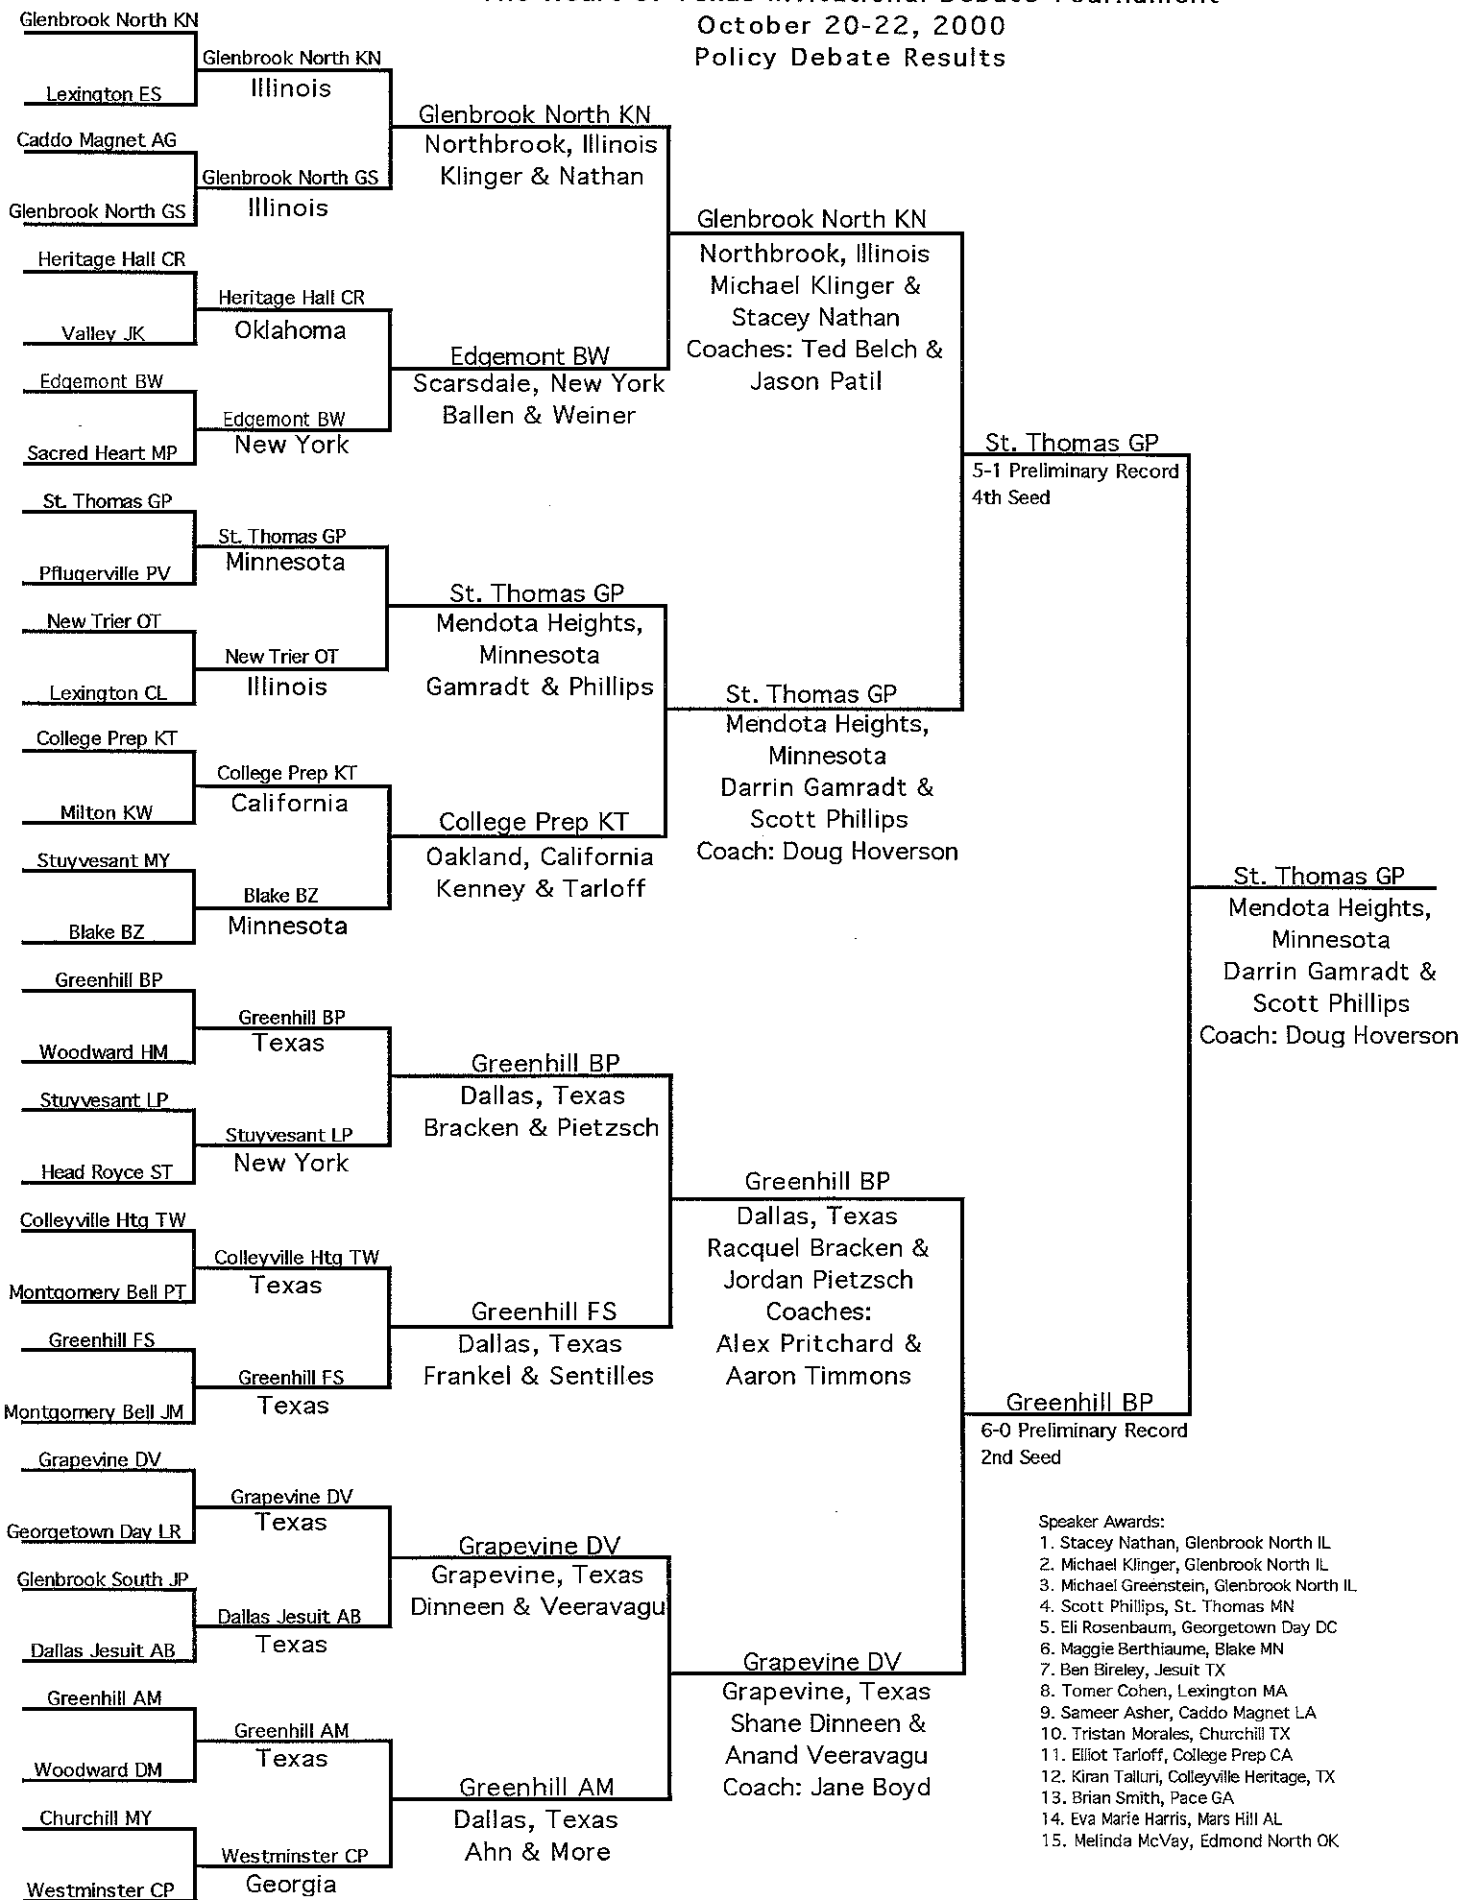 October 20-22, 2000
Policy Debate Results
Glenbrook North KN
Lexington ES
Caddo Magnet AG
Glenbrook North GS
Heritage Hall CR
Valley JK
Edgemont BW
Sacred Heart MP
St. Thomas GP
Pflugerville PV
New Trier OT
Lexington CL
College Prep KT
Milton KW
Stuyvesant MY
Blake BZ
Greenhill BP
Woodward HM
Stuyvesant LP
Head Royce ST
Colleyville Htg TW
Montgomery Bell PT
Greenhill FS
Montgomery Bell JM
Grapevine DV
Georgetown Day LR
Glenbrook South JP
Dallas Jesuit AB
Greenhill AM
Woodward DM
Churchill MY
Westminster CP
Glenbrook North KN
Illinois
Glenbrook North GS
Illinois
Heritage Hall CR
Oklahoma
Edgemont BW
New York
St. Thomas GP
Minnesota
New Trier OT
Illinois
College Prep KT
California
Blake BZ
Minnesota
Greenhill BP
Texas
Stuyvesant LP
New York
Colleyville Htg TW
Texas
Greenhill FS
Texas
Grapevine DV
Texas
Dallas Jesuit AB
Texas
Greenhill AM
Texas
Westminster CP
Georgia
Glenbrook North KN
Northbrook, Illinois
Klinger & Nathan
Edgemont BW
Scarsdale, New York
Ballen & Weiner
St. Thomas GP
Mendota Heights,
Minnesota
Gamradt & Phillips
College Prep KT
Oakland, California
Kenney & Tarloff
Greenhill BP
Dallas, Texas
Bracken & Pietzsch
Greenhill FS
Dallas, Texas
Frankel & Sentilles
Grapevine DV
Grapevine, Texas
Dinneen & Veeravagu
Greenhill AM
Dallas, Texas
Ahn & More
Glenbrook North KN
Northbrook, Illinois
Michael Klinger &
Stacey Nathan
Coaches: Ted Belch &
Jason Patil
St. Thomas GP
Mendota Heights,
Minnesota
Darrin Gamradt &
Scott Phillips
Coach: Doug Hoverson
Greenhill BP
Dallas, Texas
Racquel Bracken &
Jordan Pietzsch
Coaches:
Alex Pritchard &
Aaron Timmons
Grapevine DV
Grapevine, Texas
Shane Dinneen &
Anand Veeravagu
Coach: Jane Boyd
St. Thomas GP
5-1 Preliminary Record
4th Seed
Greenhill BP
6-0 Preliminary Record
2nd Seed
St. Thomas GP
Mendota Heights,
Minnesota
Darrin Gamradt &
Scott Phillips
Coach: Doug Hoverson
Speaker Awards:
1. Stacey Nathan, Glenbrook North IL
2. Michael Klinger, Glenbrook North IL
3. Michael Greenstein, Glenbrook North IL
4. Scott Phillips, St. Thomas MN
5. Eli Rosenbaum, Georgetown Day DC
6. Maggie Berthiaume, Blake MN
7. Ben Bireley, Jesuit TX
8. Tomer Cohen, Lexington MA
9. Sameer Asher, Caddo Magnet LA
10. Tristan Morales, Churchill TX
11. Elliot Tarloff, College Prep CA
12. Kiran Talluri, Colleyville Heritage, TX
13. Brian Smith, Pace GA
14. Eva Marie Harris, Mars Hill AL
15. Melinda McVay, Edmond North OK